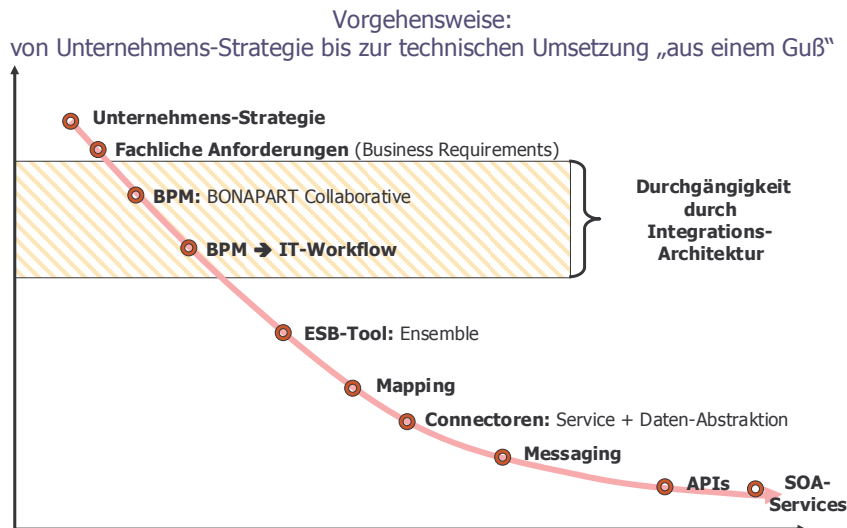 Vorgehensweise:
von Unternehmens-Strategie bis zur technischen Umsetzung „aus einem Guß“
Unternehmens-Strategie
Fachliche Anforderungen (Business Requirements)
BPM: BONAPART Collaborative
BPM ➔ IT-Workflow
Durchgängigkeit
durch
Integrations-
Architektur
ESB-Tool: Ensemble
Mapping
Connectoren: Service + Daten-Abstraktion
Messaging
APIs
SOA-
Services